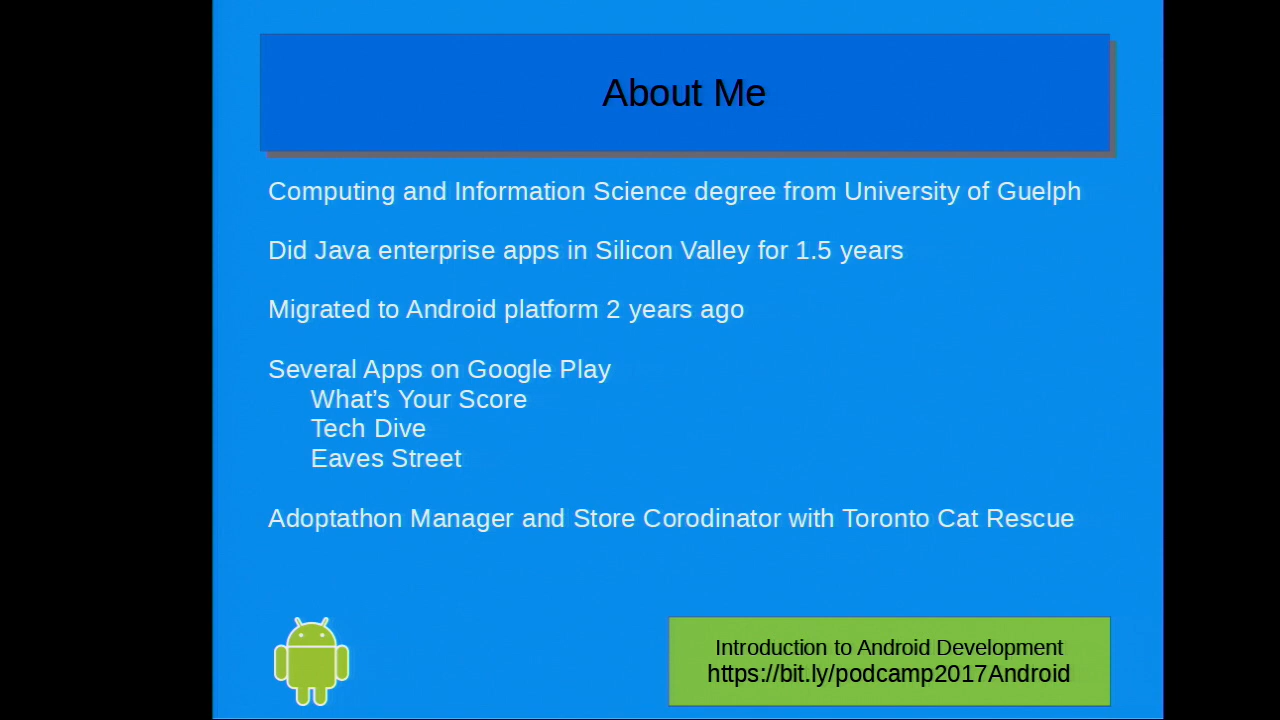 About Me
Computing and Information Science degree from University of Guelph
Did Java enterprise apps in Silicon Valley for 1.5 years
Migrated to Android platform 2 years ago
Several Apps on Google Play
What's Your Score
Tech Dive
Eaves Street
Adoptathon Manager and Store Corodinator with Toronto Cat Rescue
Introduction to Android Development
https://bit.ly/podcamp2017Android